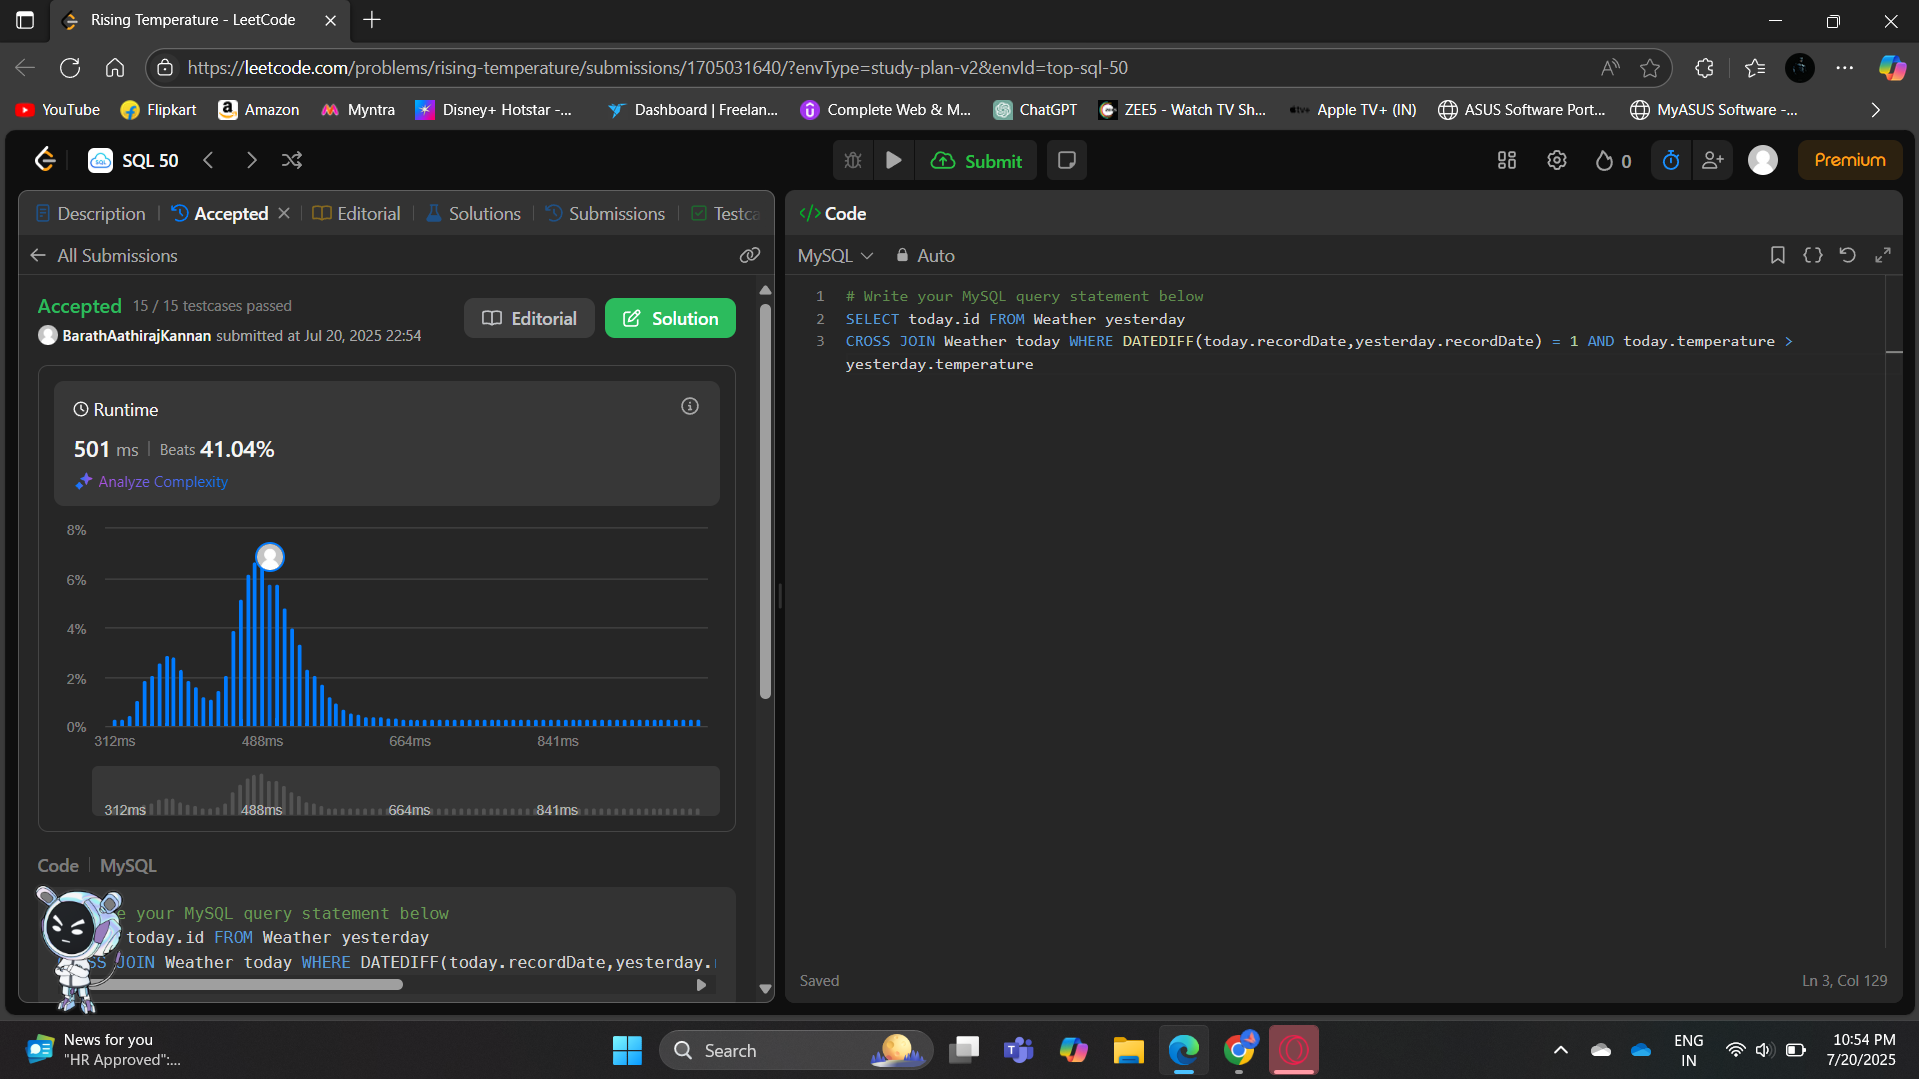 Rising Temperature - LeetCode
https://leetcode.com/problems/rising-temperature/submissions/1705031640/?envType=study-plan-v2&envId=top-sql-50
YouTube Flipkart Amazon Myntra Disney+ Hotstar -... Dashboard | Freelan... Complete Web & M... ChatGPT ZEE5 - Watch TV Sh... Apple TV+ (IN) ASUS Software Port... MyASUS Software -...
SQL 50 Submit 0 Premium
Description Accepted Editorial Solutions Submissions Testca
All Submissions
Accepted 15 / 15 testcases passed
BarathAathirajKannan submitted at Jul 20, 2025 22:54
Editorial Solution
Runtime
501 ms Beats 41.04%
Analyze Complexity
8%
6%
4%
2%
0%
312ms 488ms 664ms 841ms
312ms 488ms 664ms 841ms
Code MySQL
e your MySQL query statement below
today.id FROM Weather yesterday
SS JOIN Weather today WHERE DATEDIFF(today.recordDate,yesterday.
Code
MySQL Auto
1 # Write your MySQL query statement below
2 SELECT today.id FROM Weather yesterday
3 CROSS JOIN Weather today WHERE DATEDIFF(today.recordDate,yesterday.recordDate) = 1 AND today.temperature >
yesterday.temperature
Saved Ln 3, Col 129
News for you
"HR Approved":...
Search
ENG
IN
10:54 PM
7/20/2025